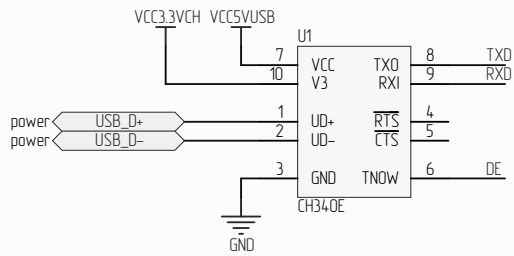 VCC3.3VCH VCC5VUSB
U1
7 VCC TXO 8 TXD
10 V3 RXI 9 RXD
power USB_D+ 1 UD+ RTS 4
power USB_D- 2 UD- CTS 5
3 GND TNOW 6 DE
CH340E
GND